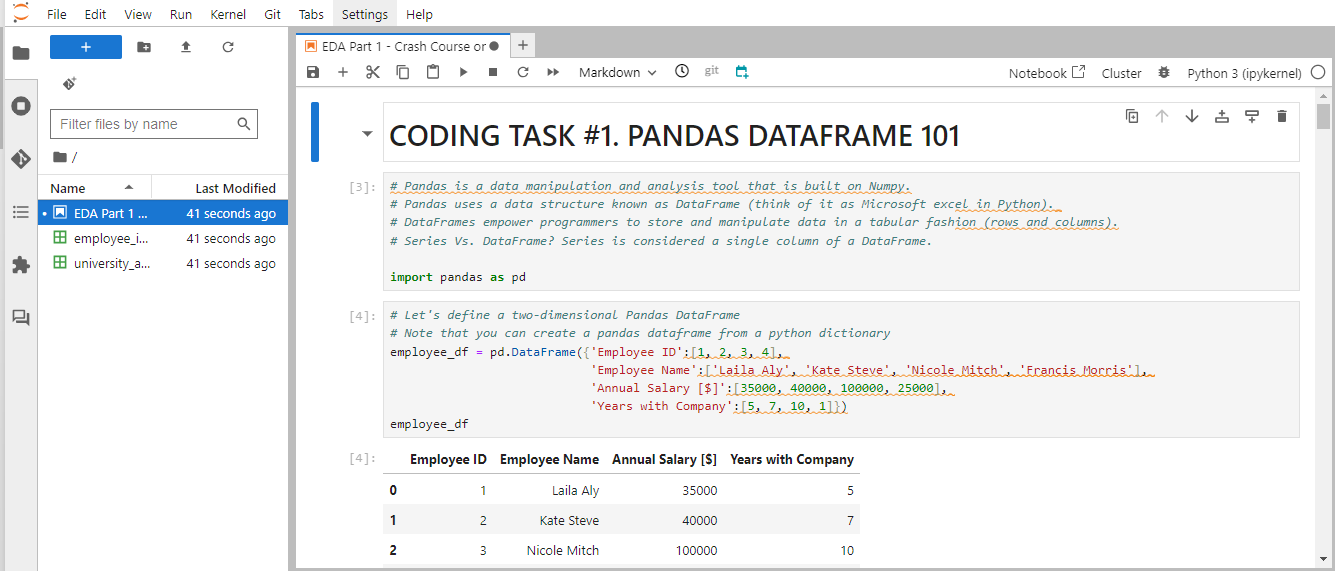 File Edit View Run Kernel Git Tabs Settings Help
EDA Part 1 - Crash Course or
Markdown
git
Notebook
Cluster
Python 3 (ipykernel)
Filter files by name
/
Name Last Modified
EDA Part 1 ... 41 seconds ago
employee_i... 41 seconds ago
university_a... 41 seconds ago
CODING TASK #1. PANDAS DATAFRAME 101
[3]:
# Pandas is a data manipulation and analysis tool that is built on Numpy.
# Pandas uses a data structure known as DataFrame (think of it as Microsoft excel in Python).
# DataFrames empower programmers to store and manipulate data in a tabular fashion (rows and columns).
# Series Vs. DataFrame? Series is considered a single column of a DataFrame.
import pandas as pd
[4]:
# Let's define a two-dimensional Pandas DataFrame
# Note that you can create a pandas dataframe from a python dictionary
employee_df = pd.DataFrame({'Employee ID':[1, 2, 3, 4],
'Employee Name':['Laila Aly', 'Kate Steve', 'Nicole Mitch', 'Francis Morris'],
'Annual Salary [$]':[35000, 40000, 100000, 25000],
'Years with Company':[5, 7, 10, 1]})
employee_df
[4]:
Employee ID Employee Name Annual Salary [$] Years with Company
0 1 Laila Aly 35000 5
1 2 Kate Steve 40000 7
2 3 Nicole Mitch 100000 10